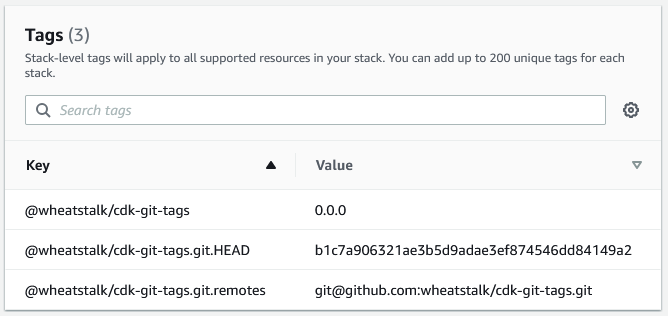 Tags (3)
Stack-level tags will apply to all supported resources in your stack. You can add up to 200 unique tags for each
stack.
Search tags
Key Value
@wheatstalk/cdk-git-tags 0.0.0
@wheatstalk/cdk-git-tags.git.HEAD b1c7a906321ae3b5d9adae3ef874546dd84149a2
@wheatstalk/cdk-git-tags.git.remotes git@github.com:wheatstalk/cdk-git-tags.git